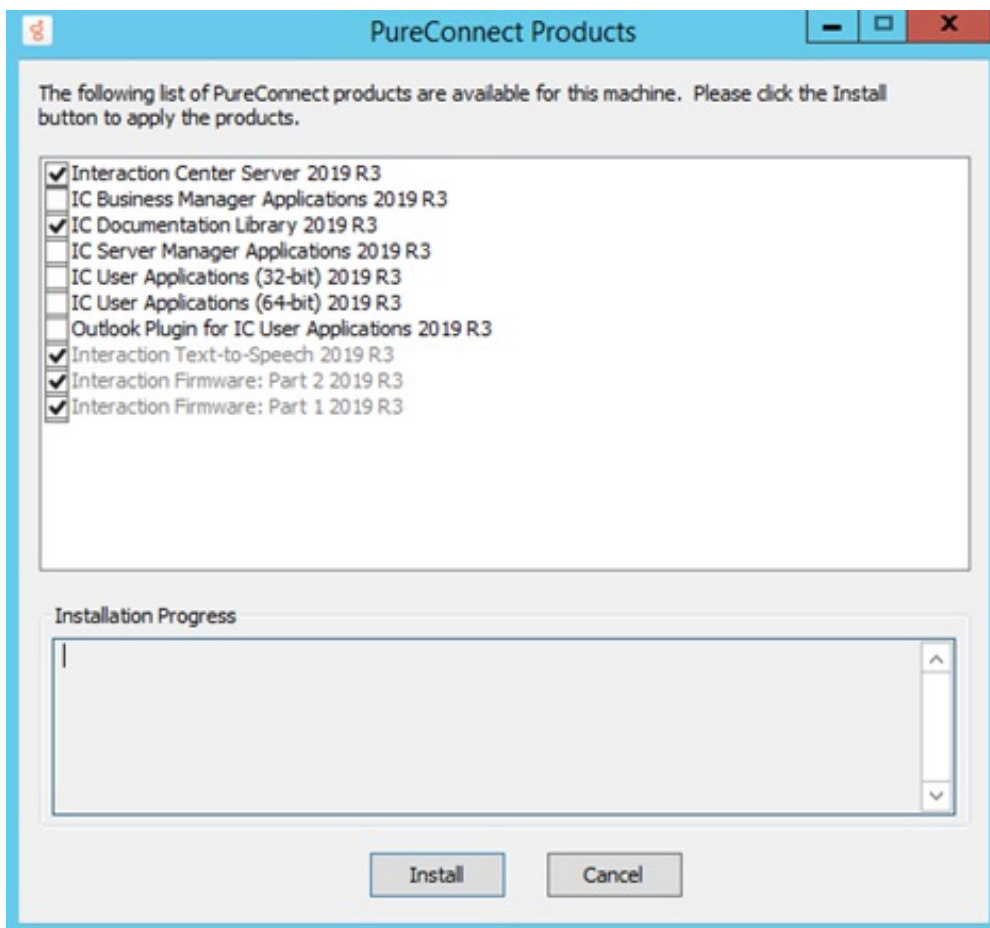 PureConnect Products
The following list of PureConnect products are available for this machine. Please click the Install
button to apply the products.
Interaction Center Server 2019 R3
IC Business Manager Applications 2019 R3
IC Documentation Library 2019 R3
IC Server Manager Applications 2019 R3
IC User Applications (32-bit) 2019 R3
IC User Applications (64-bit) 2019 R3
Outlook Plugin for IC User Applications 2019 R3
Interaction Text-to-Speech 2019 R3
Interaction Firmware: Part 2 2019 R3
Interaction Firmware: Part 1 2019 R3
Installation Progress
Install Cancel